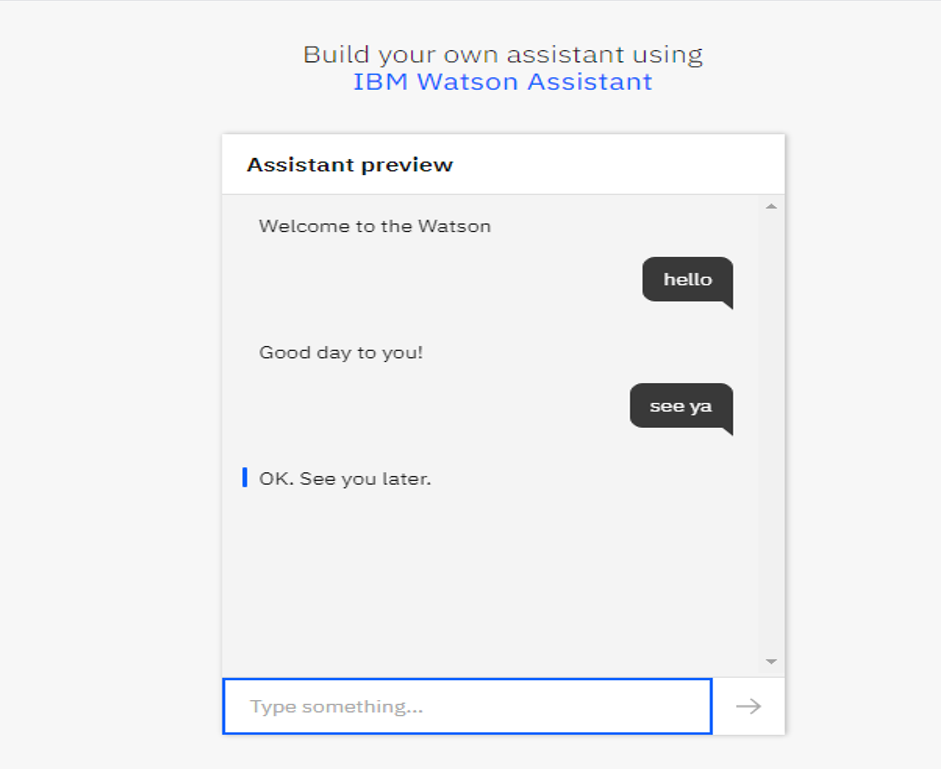 Build your own assistant using
IBM Watson Assistant
Assistant preview
Welcome to the Watson
hello
Good day to you!
see ya
OK. See you later.
Type something...